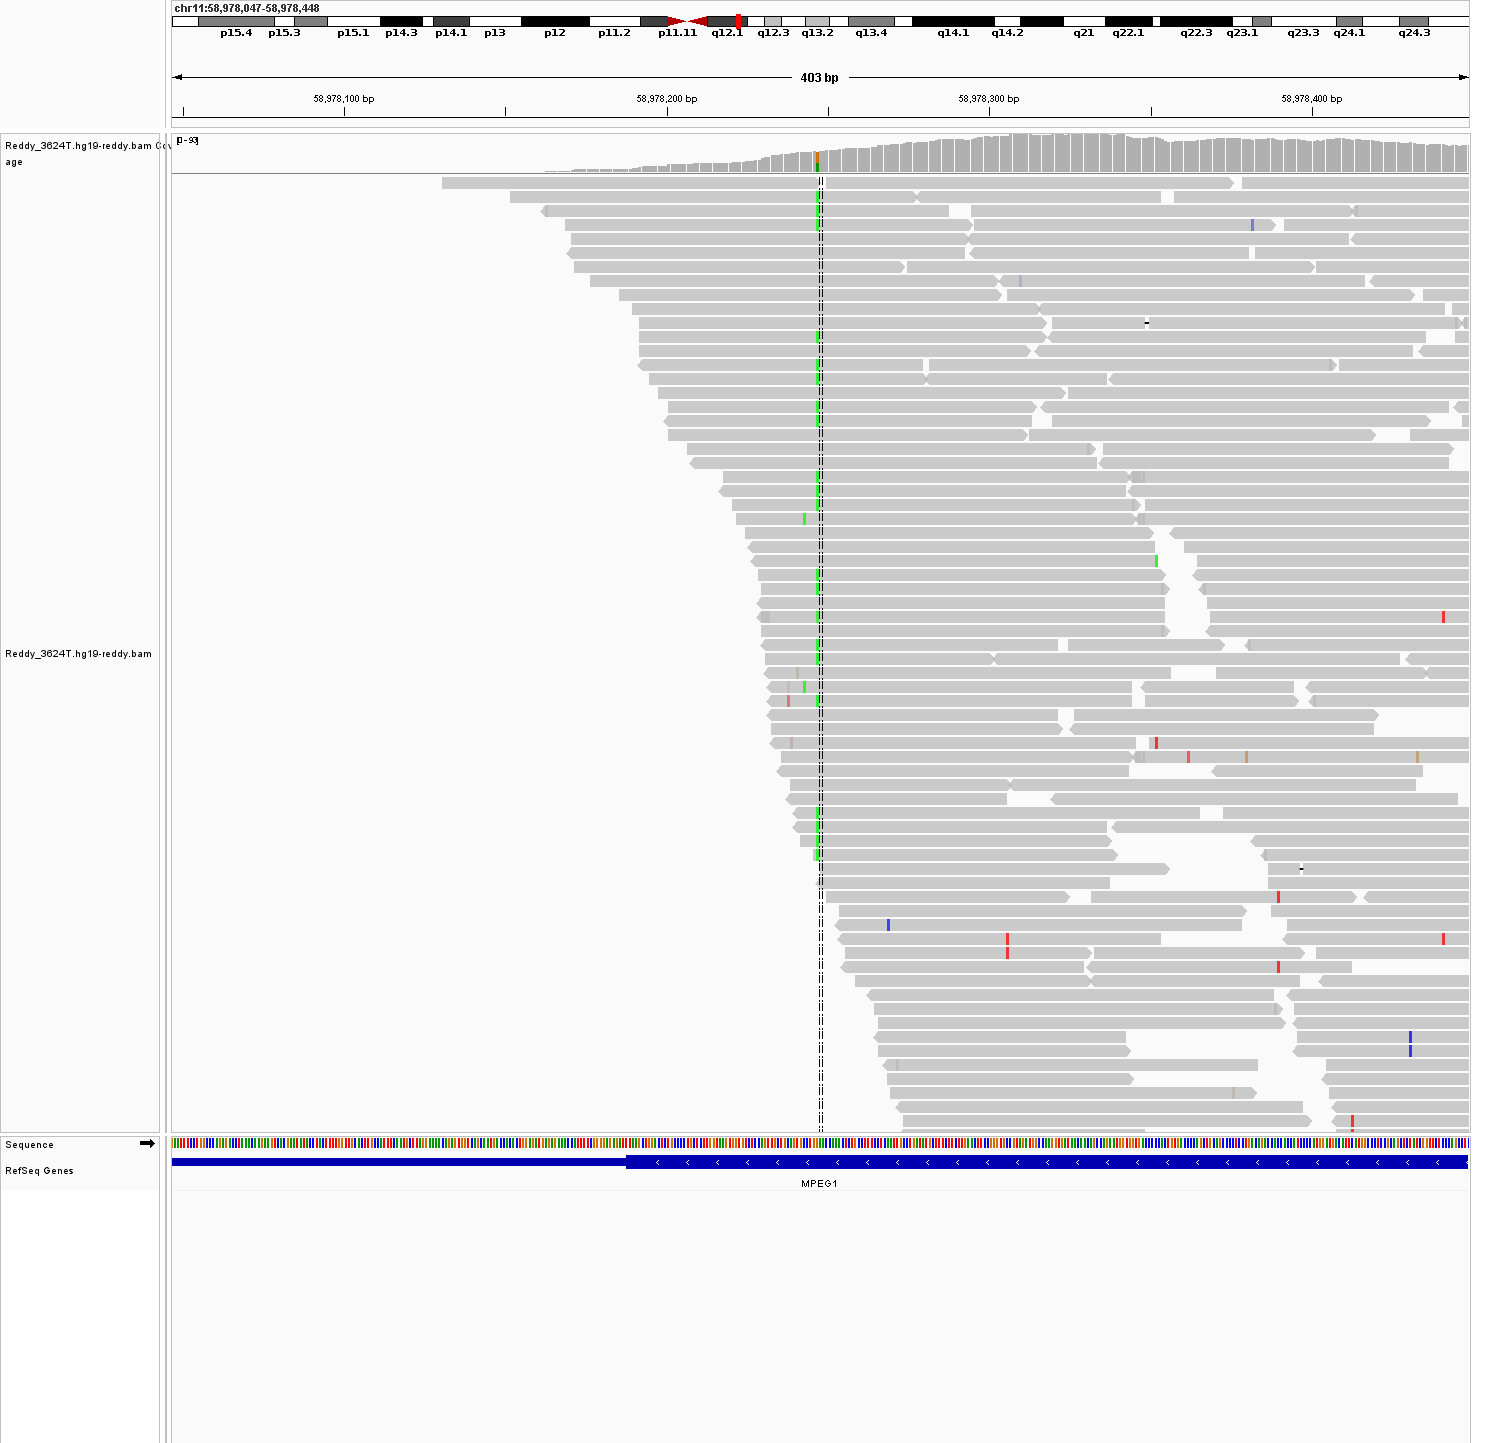 chr11:58,978,047-58,978,448
p15.4 p15.3 p15.1 p14.3 p14.1 p13 p12 p11.2 p11.11 q12.1 q12.3 q13.2 q13.4 q14.1 q14.2 q21 q22.1 q22.3 q23.1 q23.3 q24.1 q24.3
403 bp
58,978,100 bp 58,978,200 bp 58,978,300 bp 58,978,400 bp
[0-93]
Reddy_3624T.hg19-reddy.bam Cov
age
Reddy_3624T.hg19-reddy.bam
Sequence
RefSeq Genes
MPEG1